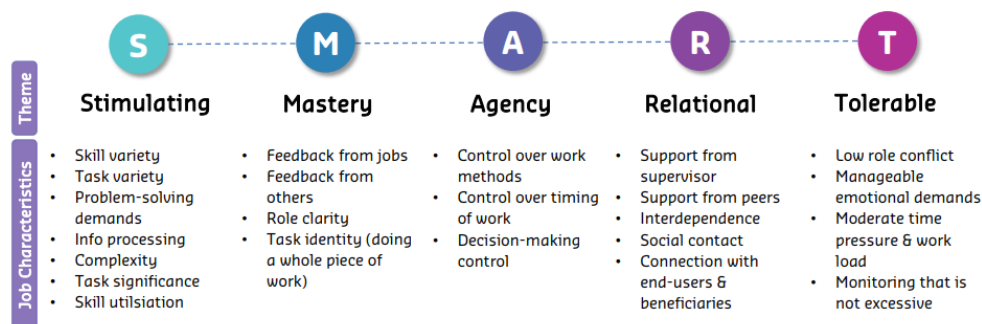 S M A R T
Theme
Stimulating
Mastery
Agency
Relational
Tolerable
Job Characteristics
• Skill variety
• Task variety
• Problem-solving
demands
• Info processing
• Complexity
• Task significance
• Skill utilsiation
• Feedback from jobs
• Feedback from
others
• Role clarity
• Task identity (doing
a whole piece of
work)
• Control over work
methods
• Control over timing
of work
• Decision-making
control
• Support from
supervisor
• Support from peers
• Interdependence
• Social contact
• Connection with
end-users &
beneficiaries
• Low role conflict
• Manageable
emotional demands
• Moderate time
pressure & work
load
• Monitoring that is
not excessive